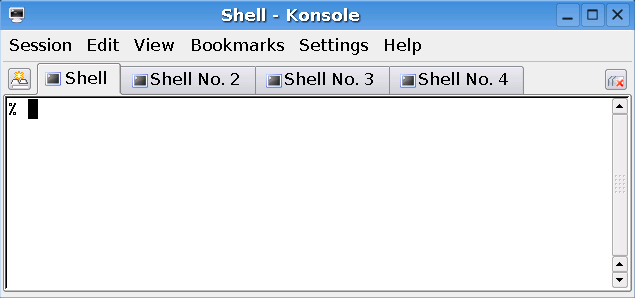 Shell - Konsole
Session Edit View Bookmarks Settings Help
Shell Shell No. 2 Shell No. 3 Shell No. 4
%